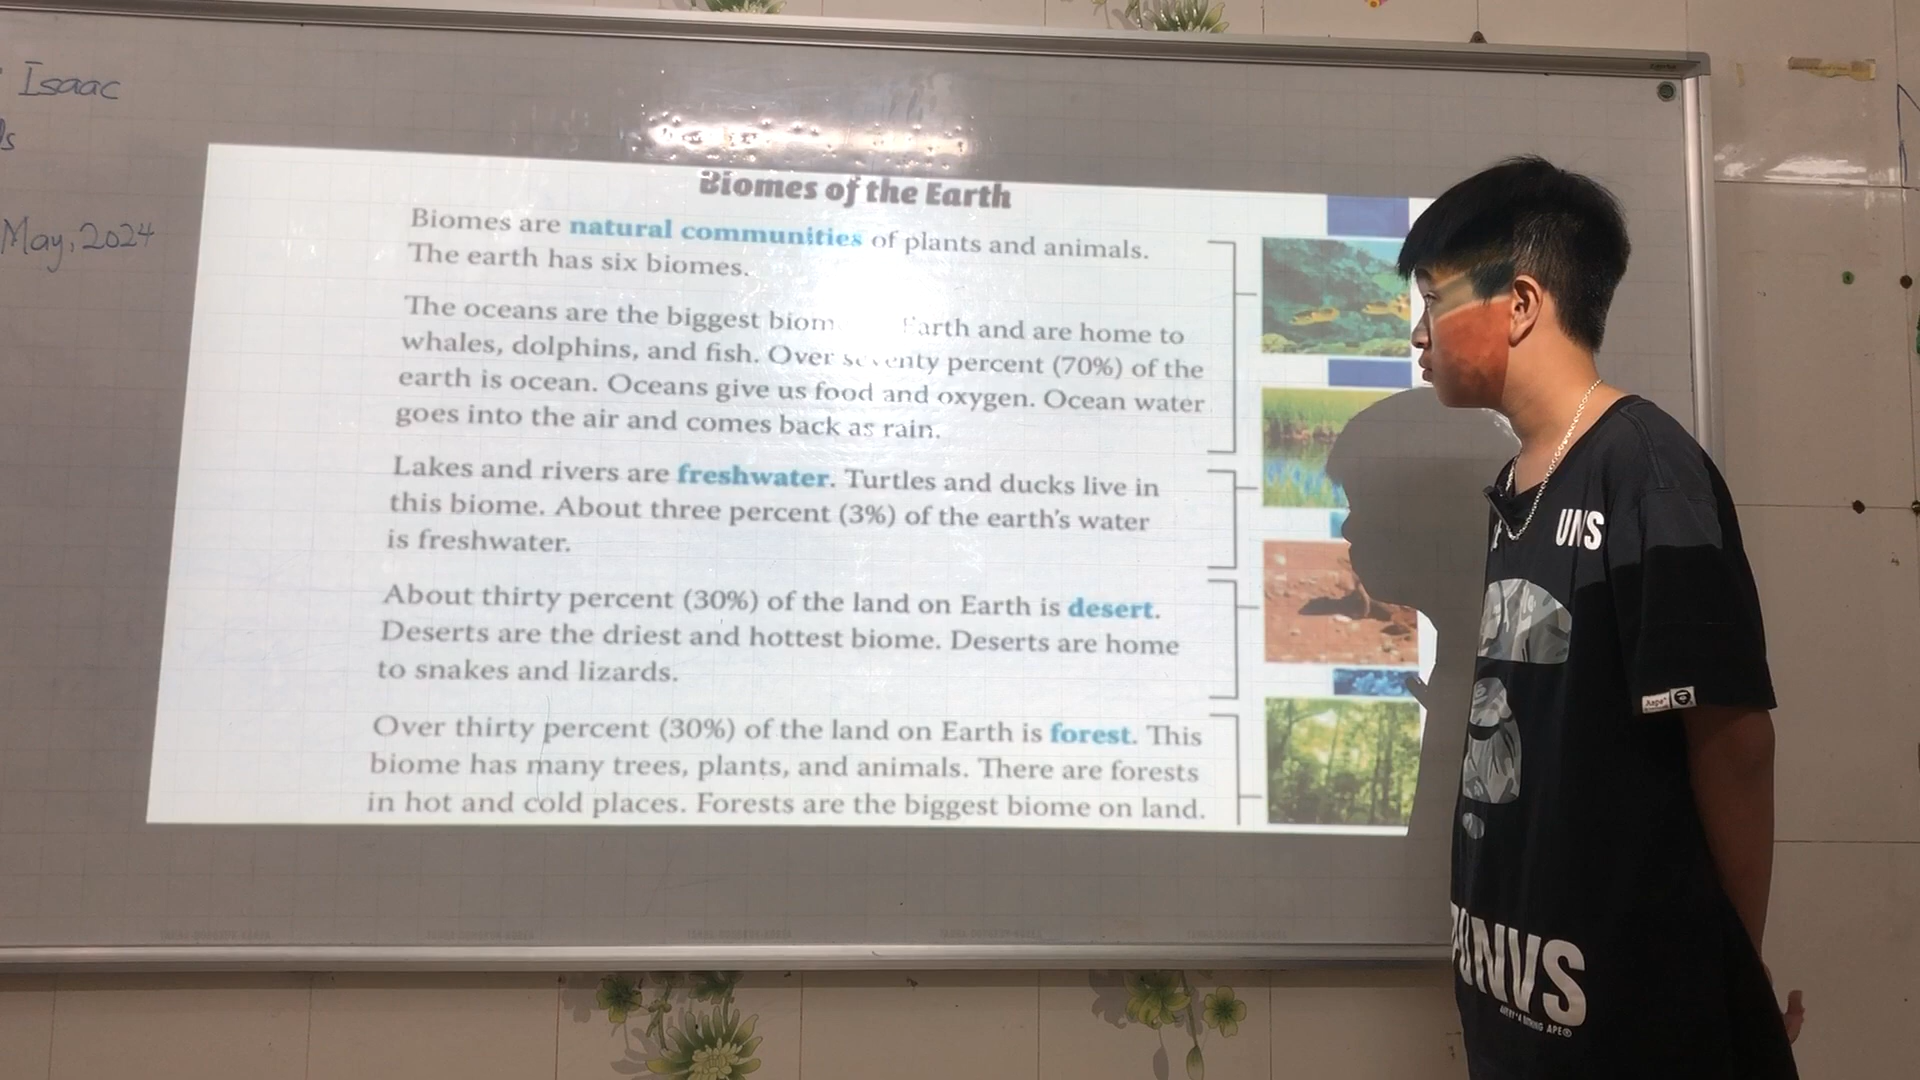 Isaac
May, 2024
Biomes of the Earth
Biomes are natural communities of plants and animals.
The earth has six biomes.
The oceans are the biggest biom Earth and are home to
whales, dolphins, and fish. Over seventy percent (70%) of the
earth is ocean. Oceans give us food and oxygen. Ocean water
goes into the air and comes back as rain.
Lakes and rivers are freshwater. Turtles and ducks live in
this biome. About three percent (3%) of the earth's water
is freshwater.
About thirty percent (30%) of the land on Earth is desert.
Deserts are the driest and hottest biome. Deserts are home
to snakes and lizards.
Over thirty percent (30%) of the land on Earth is forest. This
biome has many trees, plants, and animals. There are forests
in hot and cold places. Forests are the biggest biome on land.
Aape